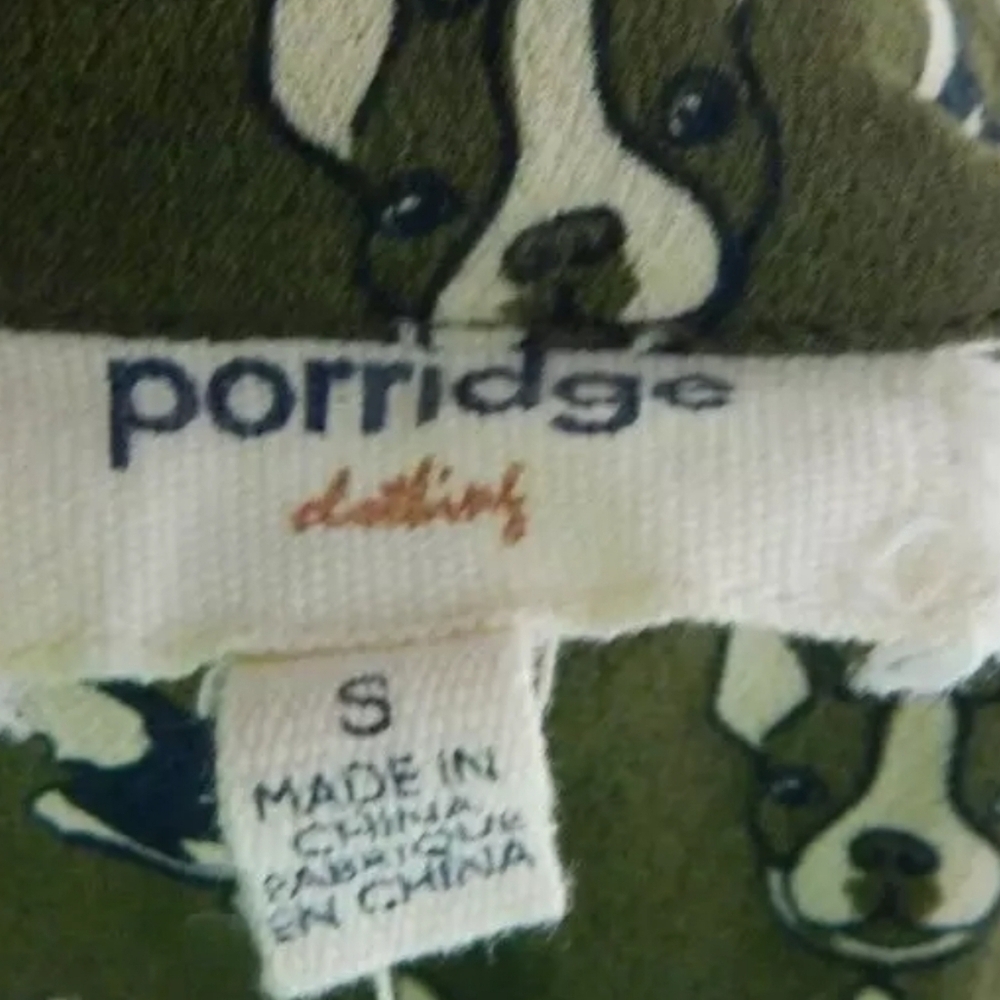 porridge
clothing
S
MADE IN
CHINA
FABRIQUE
EN CHINA